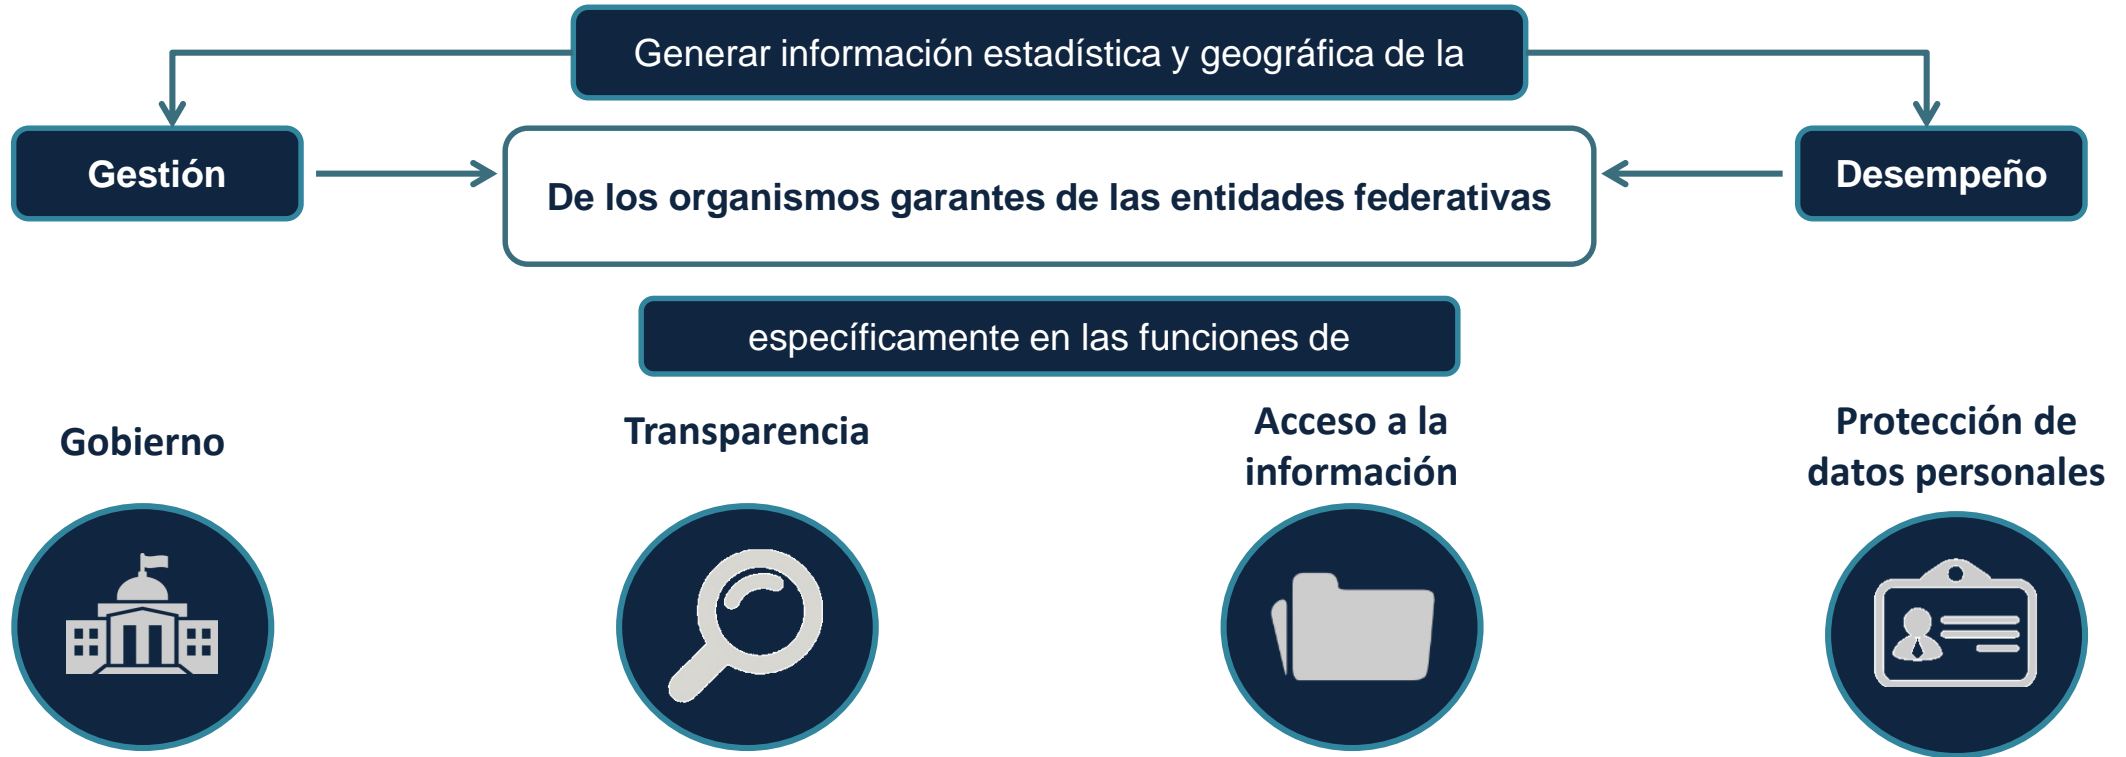 Generar información estadística y geográfica de la
Gestión
De los organismos garantes de las entidades federativas
Desempeño
específicamente en las funciones de
Gobierno
Transparencia
Acceso a la
información
Protección de
datos personales